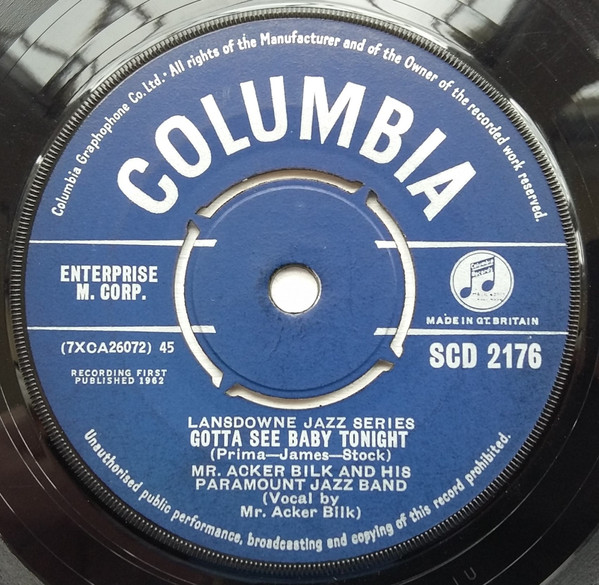 Columbia Graphophone Co. Ltd. • All rights of the Manufacturer and of the Owner of the recorded work reserved.
COLUMBIA
ENTERPRISE
M. CORP.
Columbia
Records
MADE IN GT. BRITAIN
(7XCA26072) 45
SCD 2176
RECORDING FIRST
PUBLISHED 1962
LANSDOWNE JAZZ SERIES
GOTTA SEE BABY TONIGHT
(Prima—James—Stock)
MR. ACKER BILK AND HIS
PARAMOUNT JAZZ BAND
(Vocal by
Mr. Acker Bilk)
Unauthorised public performance, broadcasting and copying of this record prohibited.